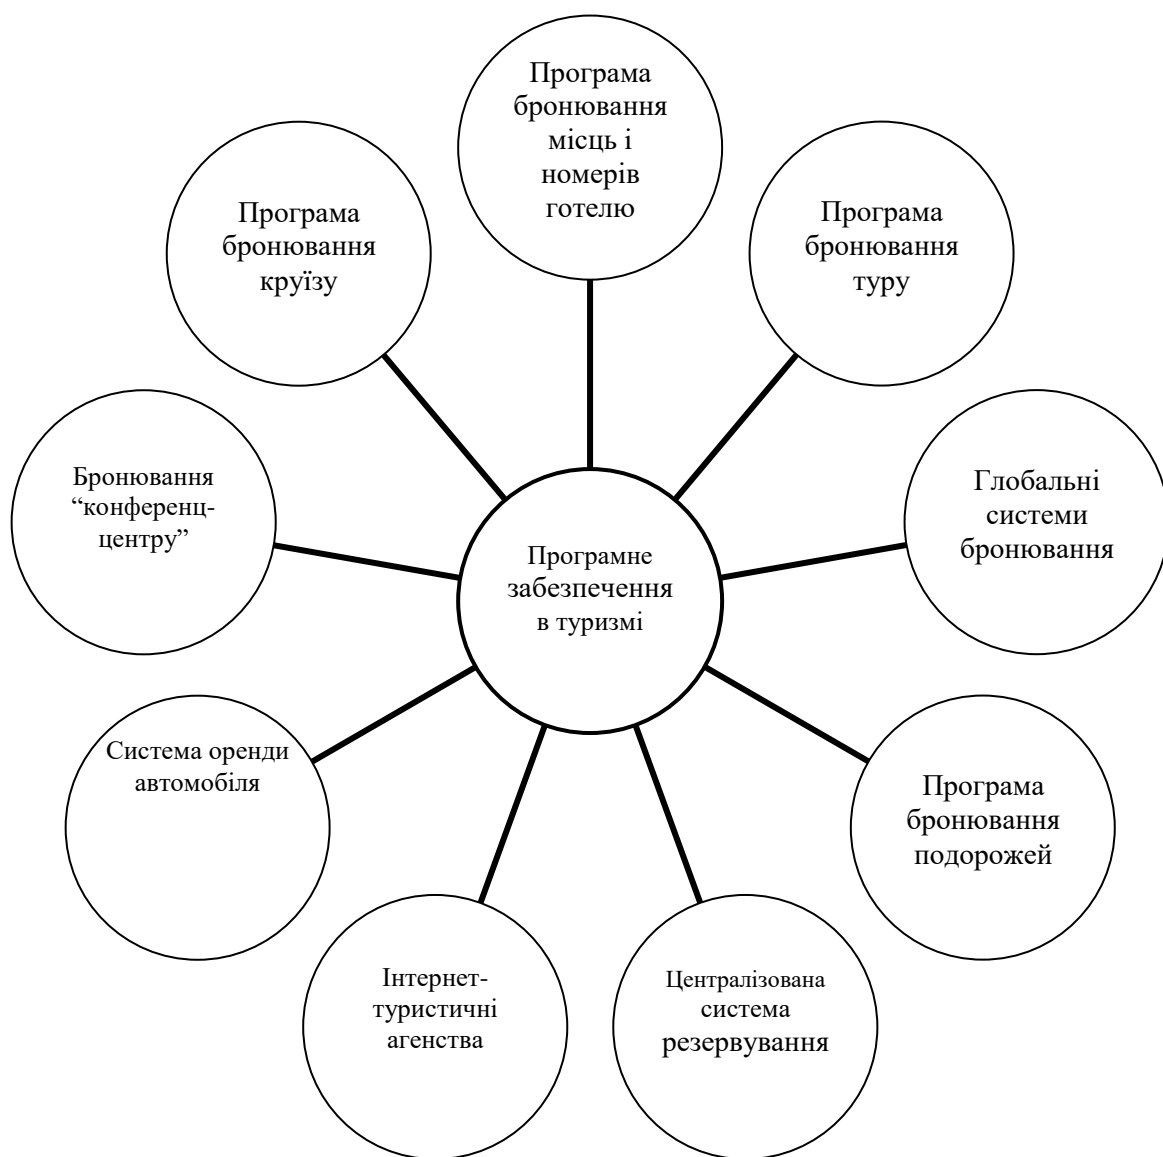 Програма
бронювання
місць і
номерів
готелю
Програма
бронювання
туру
Глобальні
системи
бронювання
Програма
бронювання
подорожей
Централізована
система
резервування
Інтернет-
туристичні
агенства
Система оренди
автомобіля
Бронювання
“конференц-
центру”
Програма
бронювання
круїзу
Програмне
забезпечення
в туризмі